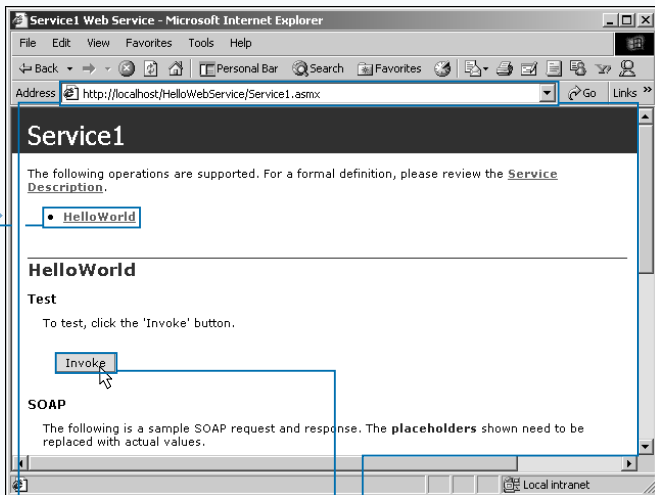 Service1 Web Service - Microsoft Internet Explorer
File Edit View Favorites Tools Help
Back Personal Bar Search Favorites
Address http://localhost/HelloWebService/Service1.asmx Go Links »
Service1
The following operations are supported. For a formal definition, please review the Service
Description.
• HelloWorld
HelloWorld
Test
To test, click the 'Invoke' button.
Invoke
SOAP
The following is a sample SOAP request and response. The placeholders shown need to be
replaced with actual values.
Local intranet